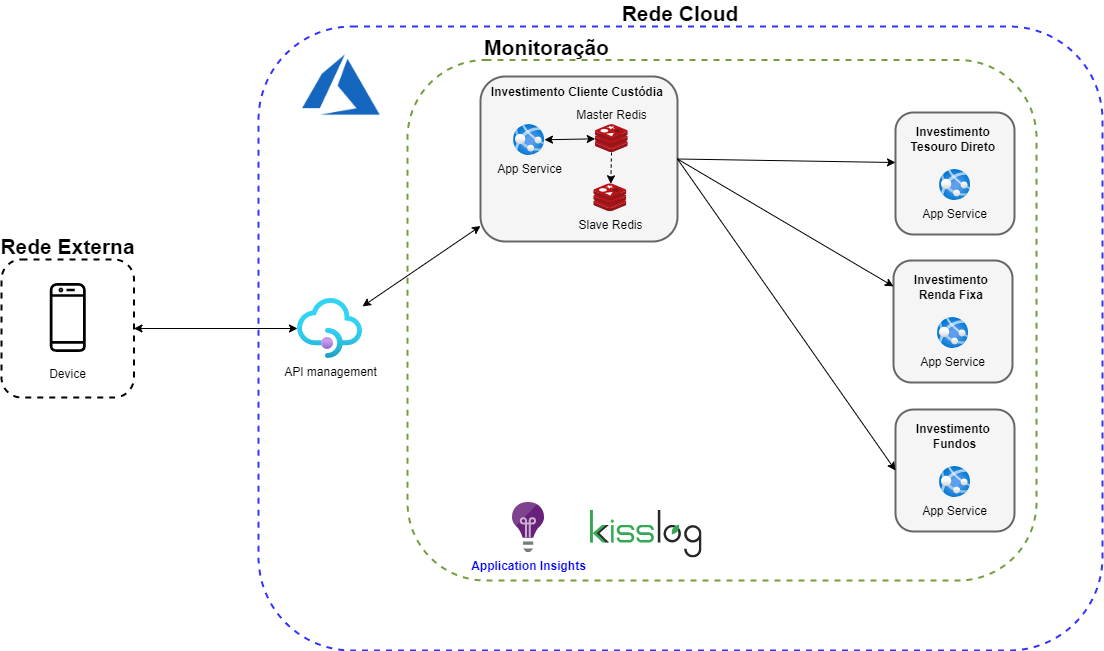 Rede Cloud
Monitoração
Investimento Cliente Custódia
Master Redis
App Service
Slave Redis
Investimento
Tesouro Direto
App Service
Rede Externa
Device
API management
Investimento
Renda Fixa
App Service
Investimento
Fundos
App Service
kisslog
Application Insights